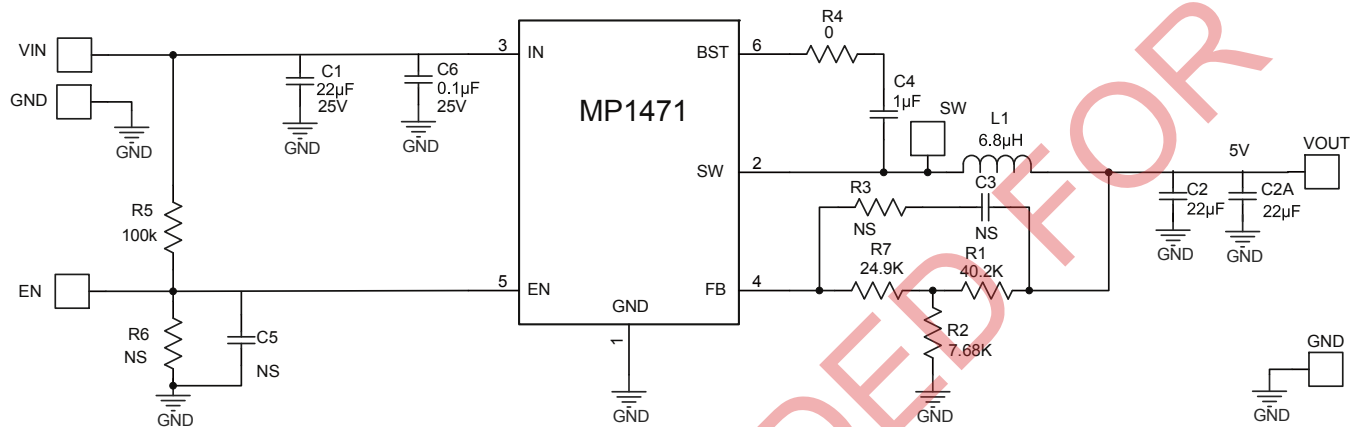 VIN
GND
GND
R5
100k
EN
R6
NS
C5
NS
GND
C1
22µF
25V
GND
C6
0.1µF
25V
GND
3
IN
5
EN
MP1471
GND
1
GND
BST
6
SW
2
FB
4
R4
0
C4
1µF
SW
L1
6.8µH
R3
NS
C3
NS
R7
24.9K
R1
40.2K
R2
7.68K
GND
5V
VOUT
C2
22µF
GND
C2A
22µF
GND
GND
GND
DED FOR